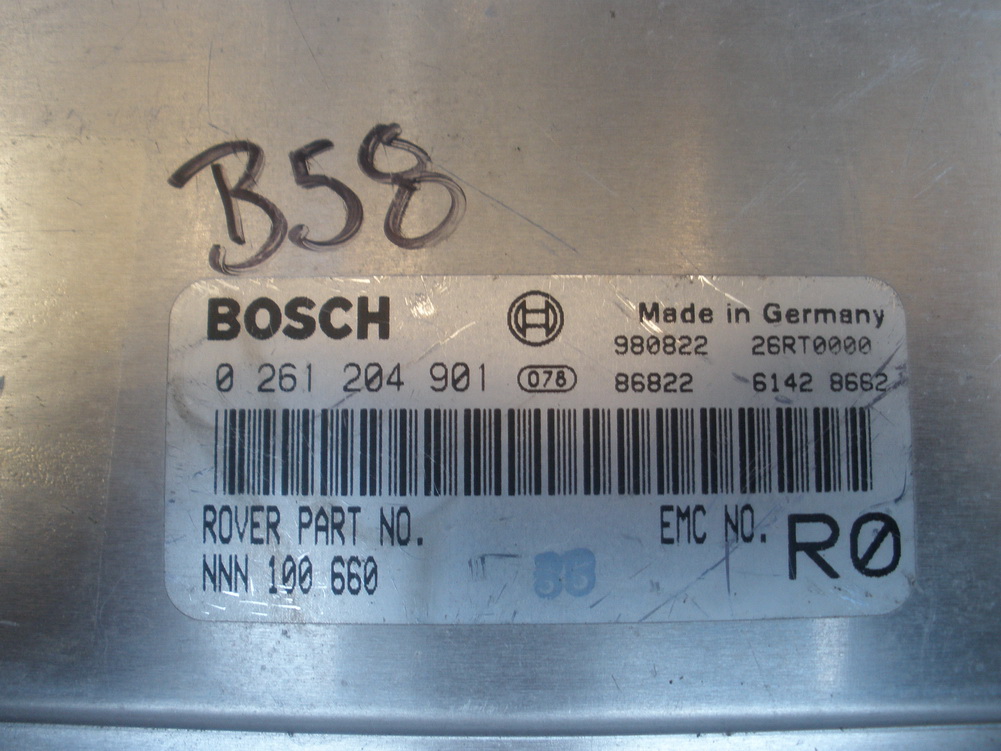 B58
BOSCH Made in Germany
980822 26RT0000
0 261 204 901 078 86822 6142 8662
ROVER PART NO. EMC NO. R0
NNN 100 660